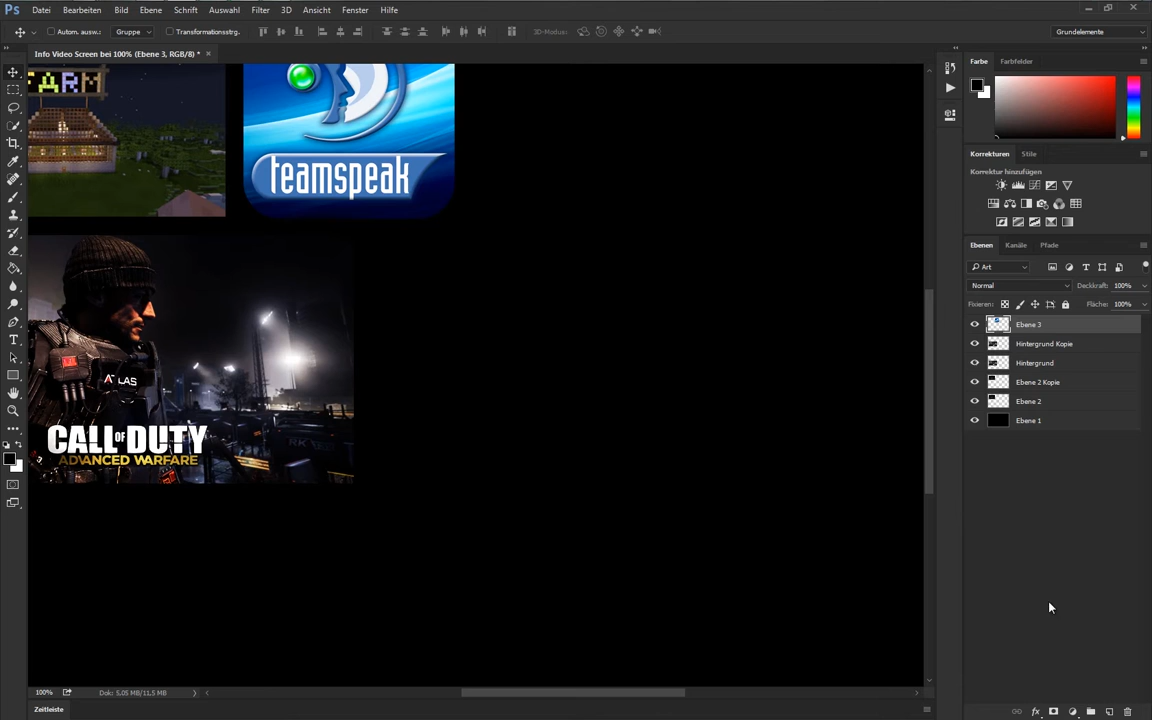 Ps Datei Bearbeiten Bild Ebene Schrift Auswahl Filter 3D Ansicht Fenster Hilfe
Autom. ausw.: Gruppe Transformationsstrg. 3D-Modus: Grundelemente
Info Video Screen bei 100% (Ebene 3, RGB/8) * ×
Farbe Farbfelder
FARM
teamspeak
Korrekturen Stile
Korrektur hinzufügen
Ebenen Kanäle Pfade
Art
Normal Deckkraft: 100%
Fixieren: Fläche: 100%
Ebene 3
Hintergrund Kopie
Hintergrund
Ebene 2 Kopie
Ebene 2
Ebene 1
ATLAS
CALL OF DUTY
ADVANCED WARFARE
100% Dok: 5,05 MB/11,5 MB
Zeitleiste
fx